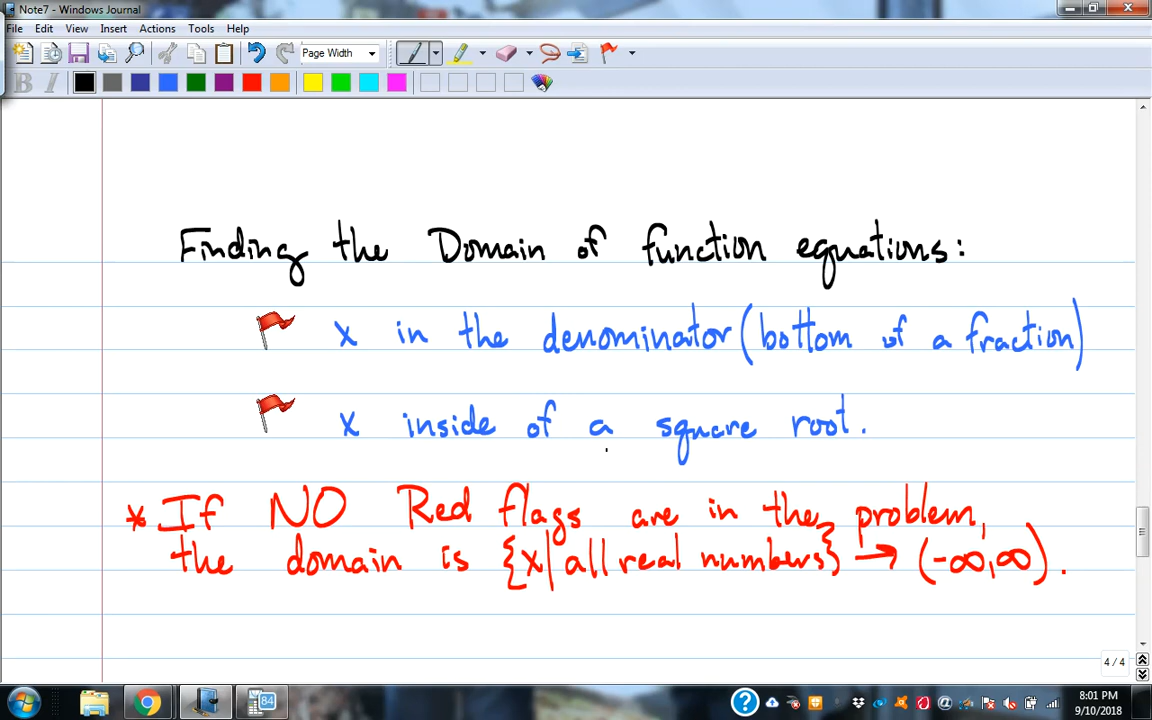 Note7 - Windows Journal
File Edit View Insert Actions Tools Help
Page Width
B I
Finding the Domain of function equations:
x in the denominator (bottom of a fraction)
x inside of a square root.
* If NO Red flags are in the problem,
the domain is {x| all real numbers} → (-∞,∞).
4 / 4
84
8:01 PM
9/10/2018